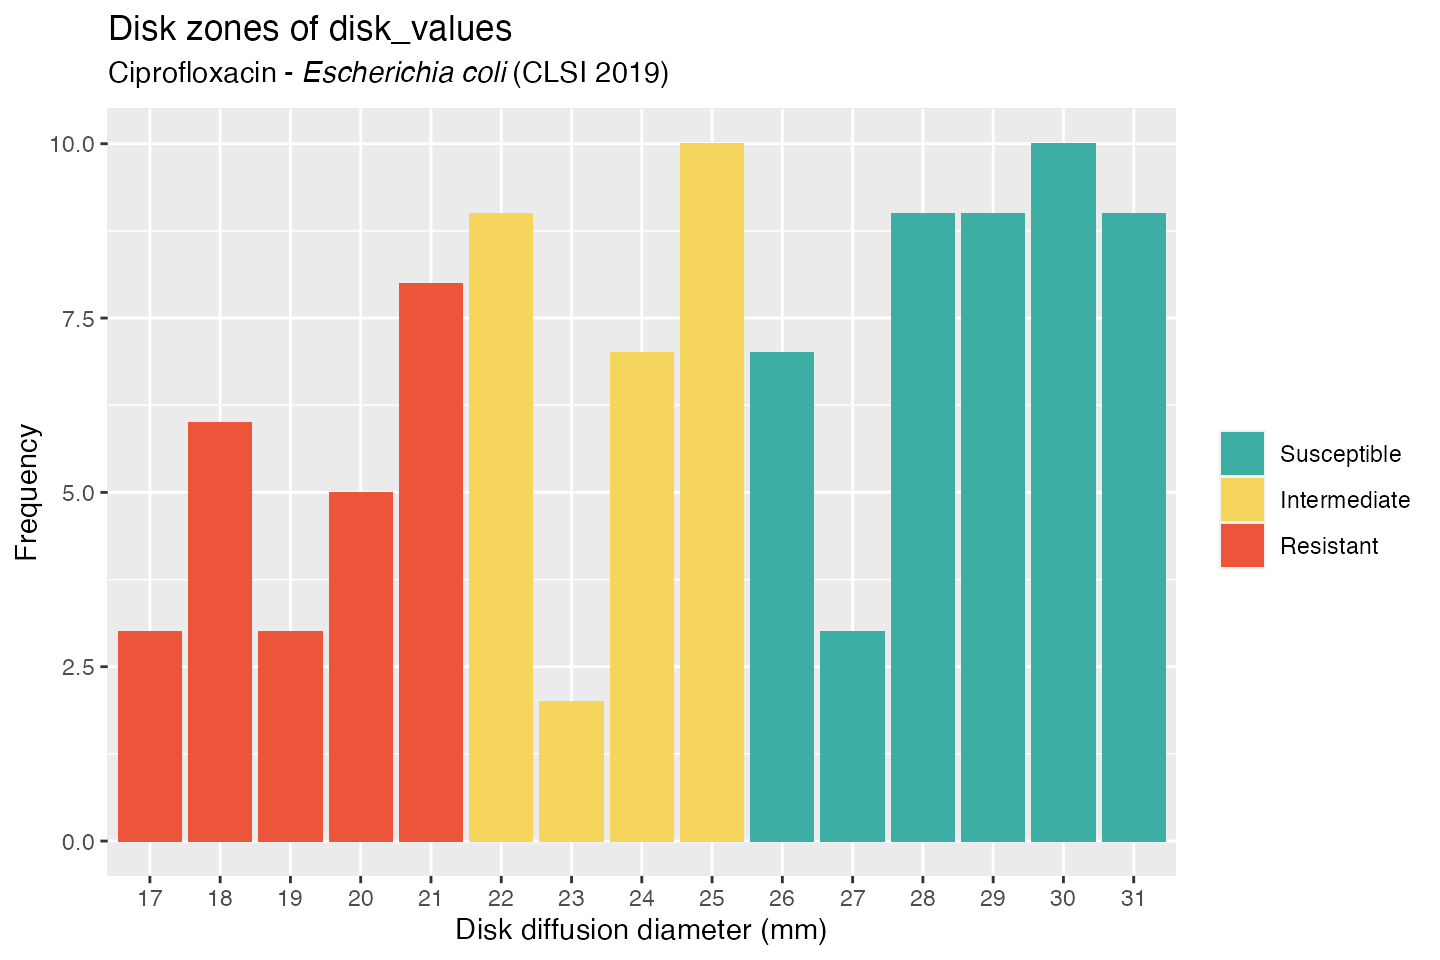 Disk zones of disk_values
Ciprofloxacin - Escherichia coli (CLSI 2019)
Frequency
10.0
7.5
5.0
2.5
0.0
17 18 19 20 21 22 23 24 25 26 27 28 29 30 31
Disk diffusion diameter (mm)
Susceptible
Intermediate
Resistant